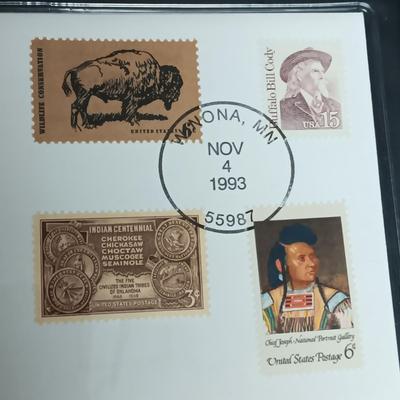 WILDLIFE CONSERVATION
UNITED STATES
Buffalo Bill Cody
USA 15
WINONA, MN
NOV
4
1993
55987
INDIAN CENTENNIAL
CHEROKEE
CHICKASAW
CHOCTAW
MUSCOGEE
SEMINOLE
THE FIVE
CIVILIZED INDIAN TRIBES
OF OKLAHOMA
1848 1948
UNITED STATES POSTAGE
3¢
Chief Joseph · National Portrait Gallery
United States Postage 6¢